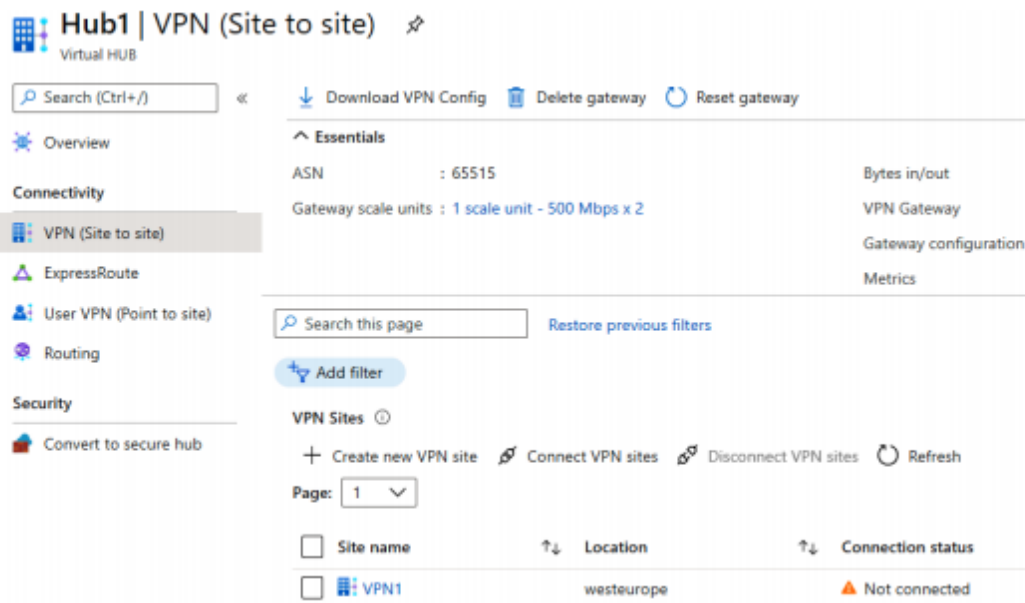 Hub1 | VPN (Site to site)
Virtual HUB
Search (Ctrl+/)
Overview
Connectivity
VPN (Site to site)
ExpressRoute
User VPN (Point to site)
Routing
Security
Convert to secure hub
Download VPN Config Delete gateway Reset gateway
Essentials
ASN : 65515
Gateway scale units : 1 scale unit - 500 Mbps x 2
Bytes in/out
VPN Gateway
Gateway configuration
Metrics
Search this page Restore previous filters
Add filter
VPN Sites
Create new VPN site Connect VPN sites Disconnect VPN sites Refresh
Page: 1
Site name Location Connection status
VPN1 westeurope Not connected